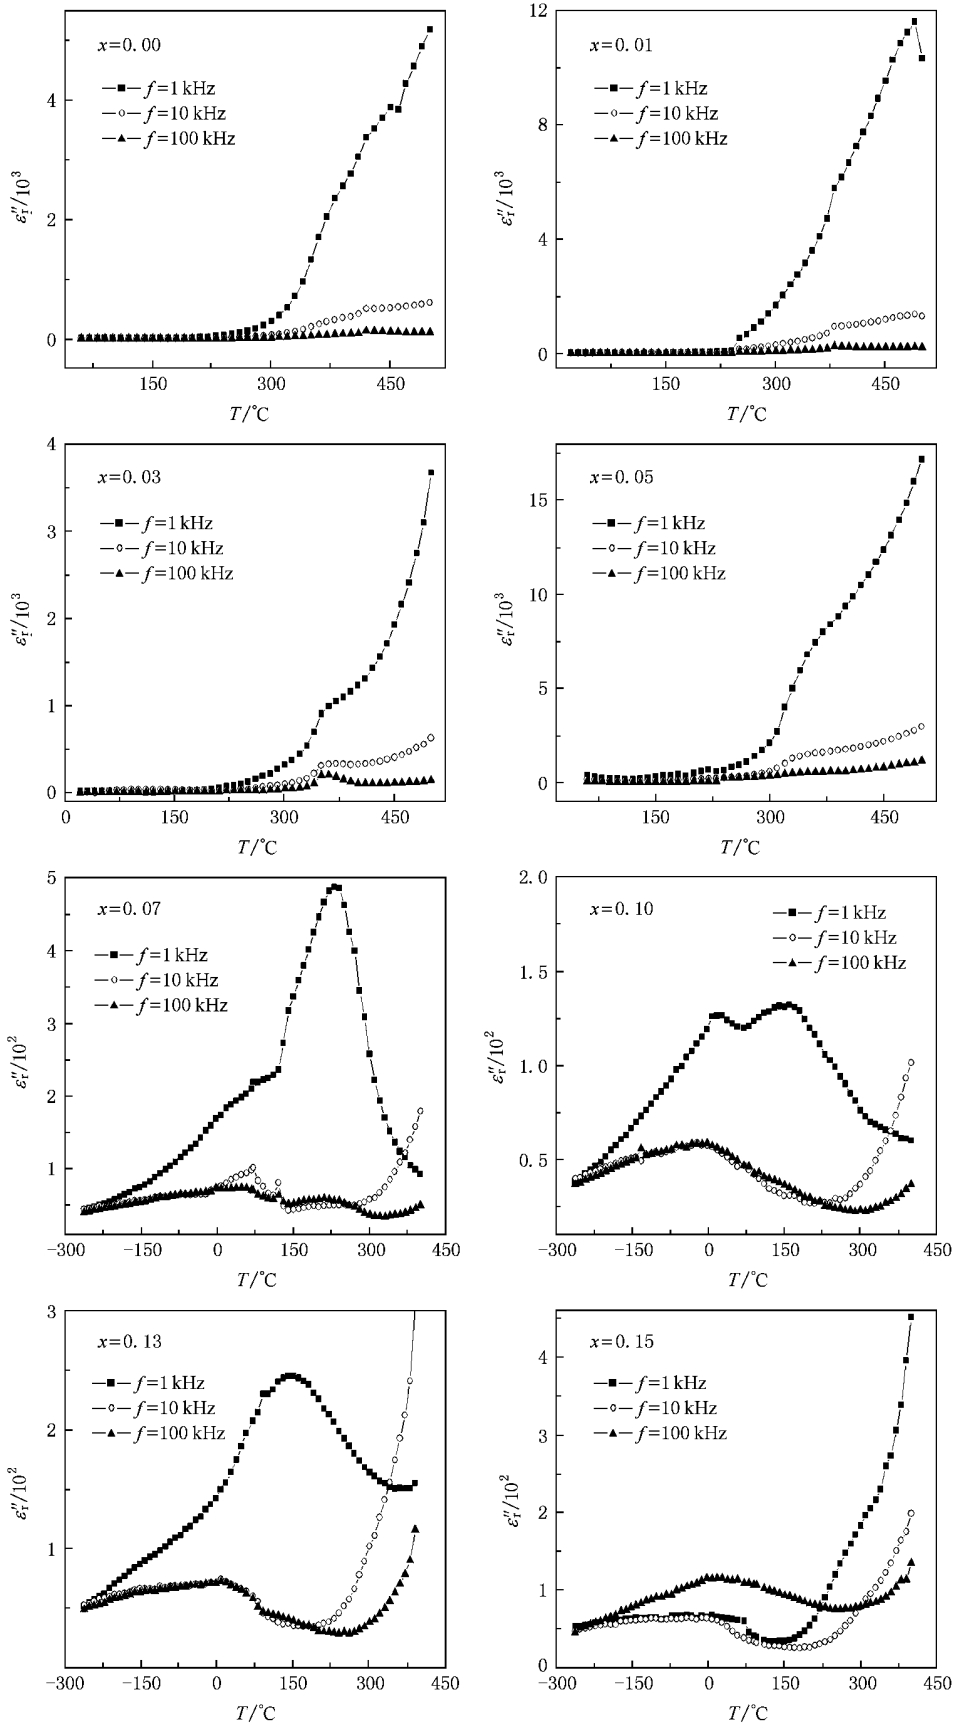 x=0.00
f=1 kHz
f=10 kHz
f=100 kHz
4
2
0
150
300
450
ε″r/10³
T/℃
x=0.01
f=1 kHz
f=10 kHz
f=100 kHz
12
8
4
0
150
300
450
ε″r/10³
T/℃
x=0.03
f=1 kHz
f=10 kHz
f=100 kHz
4
3
2
1
0
0
150
300
450
ε″r/10³
T/℃
x=0.05
f=1 kHz
f=10 kHz
f=100 kHz
15
10
5
0
150
300
450
ε″r/10³
T/℃
x=0.07
f=1 kHz
f=10 kHz
f=100 kHz
5
4
3
2
1
−300
−150
0
150
300
450
ε″r/10²
T/℃
x=0.10
f=1 kHz
f=10 kHz
f=100 kHz
2.0
1.5
1.0
0.5
−300
−150
0
150
300
450
ε″r/10²
T/℃
x=0.13
f=1 kHz
f=10 kHz
f=100 kHz
3
2
1
−300
−150
0
150
300
450
ε″r/10²
T/℃
x=0.15
f=1 kHz
f=10 kHz
f=100 kHz
4
3
2
1
0
−300
−150
0
150
300
450
ε″r/10²
T/℃